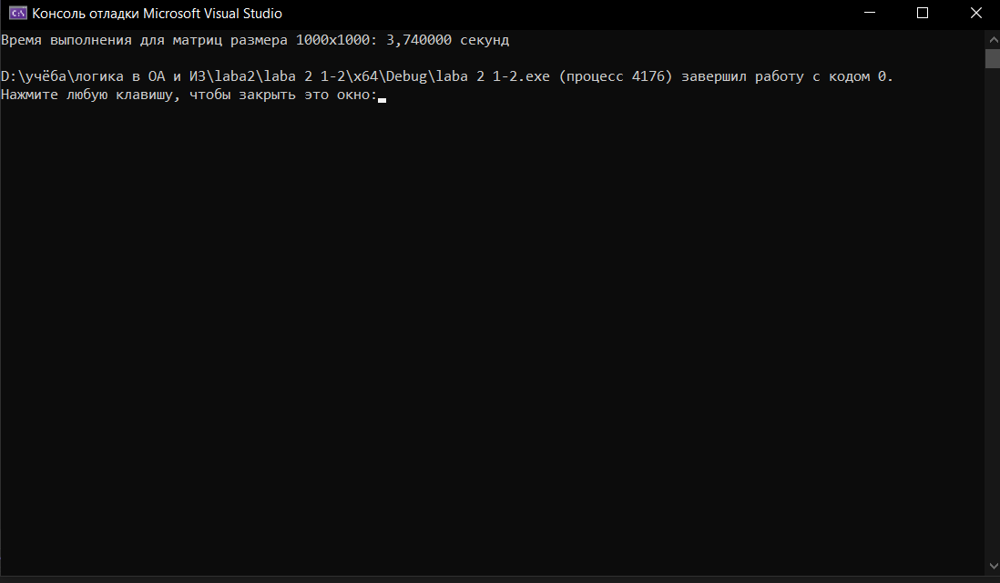 Консоль отладки Microsoft Visual Studio
Время выполнения для матриц размера 1000x1000: 3,740000 секунд
D:\учёба\логика в ОА и ИЗ\laba2\laba 2 1-2\x64\Debug\laba 2 1-2.exe (процесс 4176) завершил работу с кодом 0.
Нажмите любую клавишу, чтобы закрыть это окно: